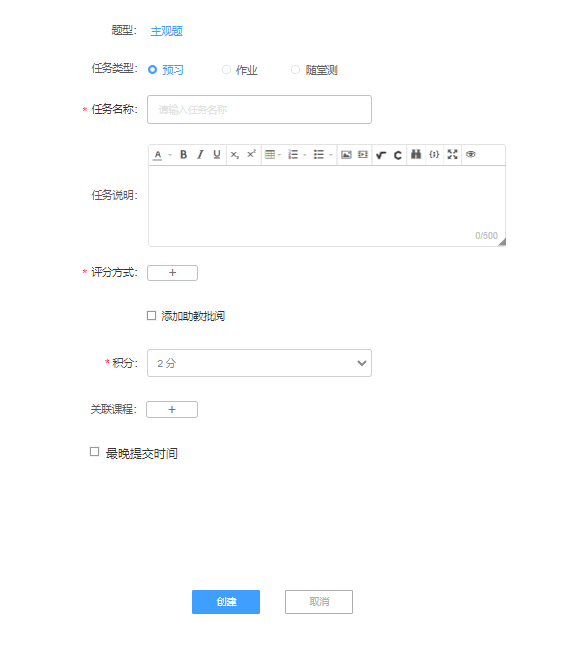 题型： 主观题
任务类型： 预习 作业 随堂测
* 任务名称： 请输入任务名称
A B I U X₂ X²
任务说明：
0/500
* 评分方式： +
添加助教批阅
* 积分： 2 分
关联课程： +
最晚提交时间
创建 取消